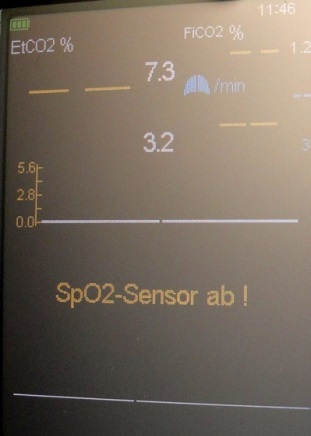 11:46
EtCO2 % FiCO2 %
-- -- 7.3 -- -- 1.2
/min --
3.2 -- -- 3
5.6
2.8
0.0
SpO2-Sensor ab !